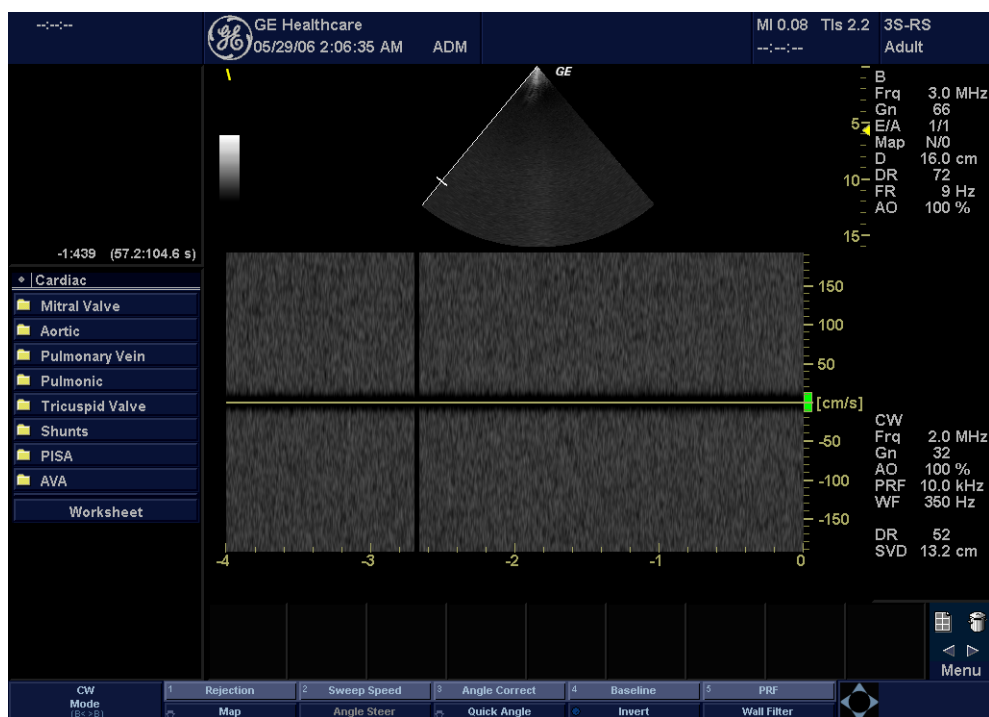 --:--:--
GE Healthcare
05/29/06 2:06:35 AM ADM
MI 0.08 TIs 2.2
--:--:--
3S-RS
Adult
GE
B
Frq 3.0 MHz
Gn 66
E/A 1/1
Map N/0
D 16.0 cm
DR 72
FR 9 Hz
AO 100 %
5
10
15
-1:439 (57.2:104.6 s)
Cardiac
Mitral Valve
Aortic
Pulmonary Vein
Pulmonic
Tricuspid Valve
Shunts
PISA
AVA
Worksheet
150
100
50
[cm/s]
-50
-100
-150
-4 -3 -2 -1 0
CW
Frq 2.0 MHz
Gn 32
AO 100 %
PRF 10.0 kHz
WF 350 Hz
DR 52
SVD 13.2 cm
Menu
CW
Mode
(B<>B)
1 Rejection 2 Sweep Speed 3 Angle Correct 4 Baseline 5 PRF
Map Angle Steer Quick Angle Invert Wall Filter